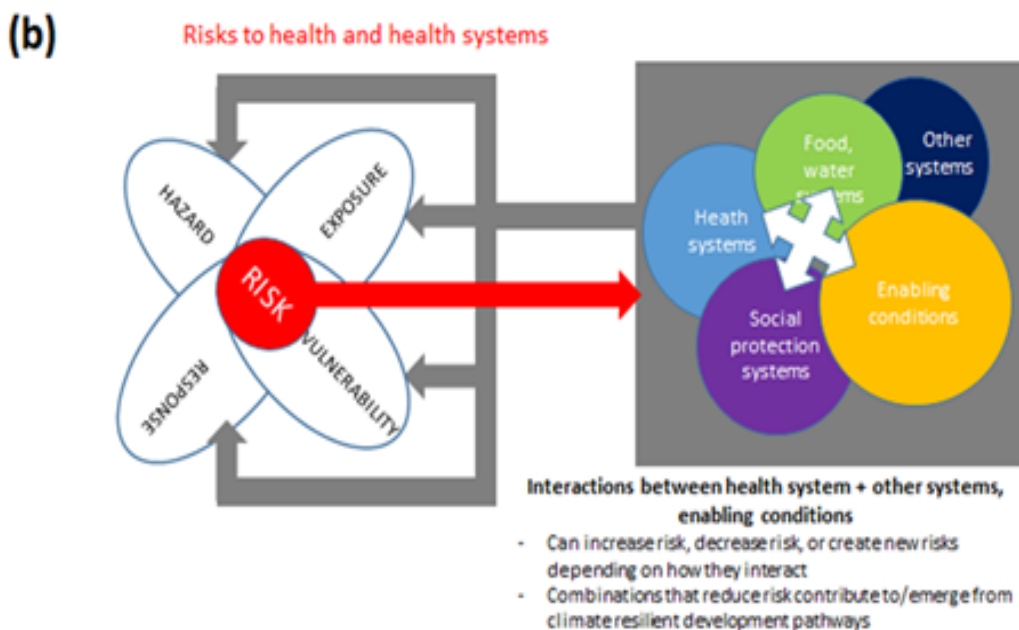 (b)
Risks to health and health systems
HAZARD
EXPOSURE
RISK
RESPONSE
VULNERABILITY
Food,
water
systems
Other
systems
Heath
systems
Social
protection
systems
Enabling
conditions
Interactions between health system + other systems,
enabling conditions
- Can increase risk, decrease risk, or create new risks
depending on how they interact
- Combinations that reduce risk contribute to/emerge from
climate resilient development pathways